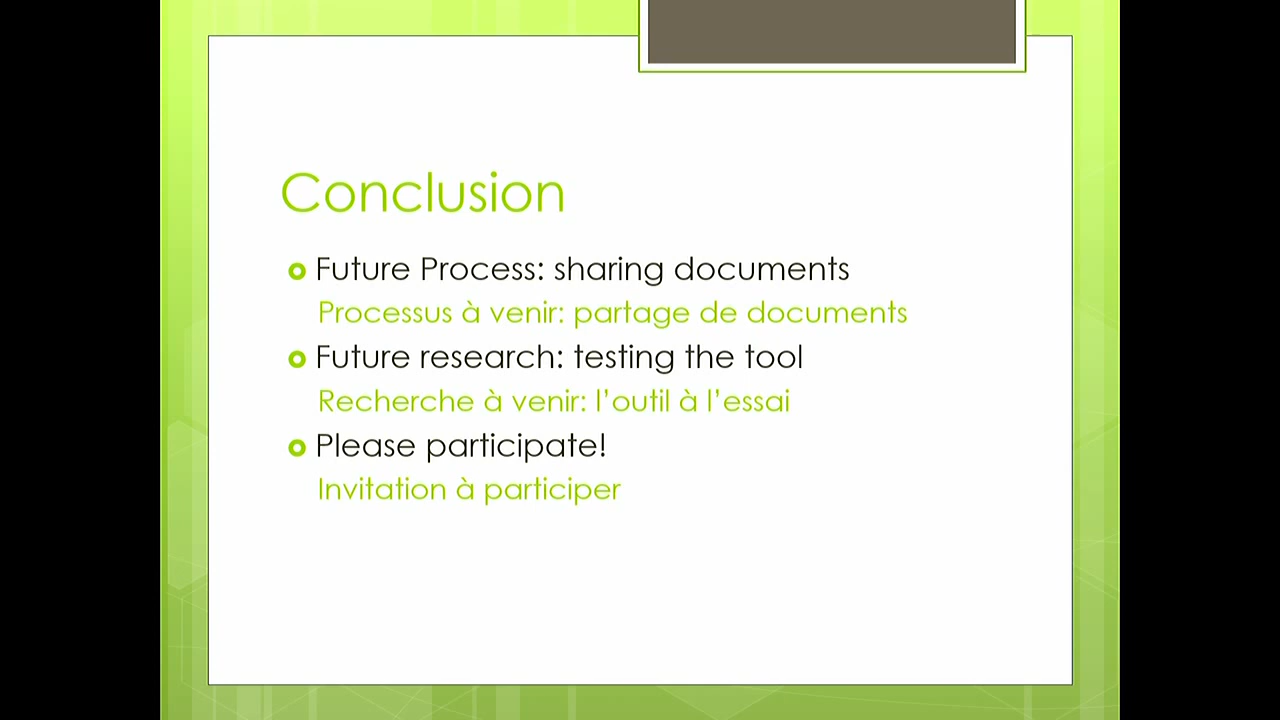 Conclusion
Future Process: sharing documents
Processus à venir: partage de documents
Future research: testing the tool
Recherche à venir: l’outil à l’essai
Please participate!
Invitation à participer